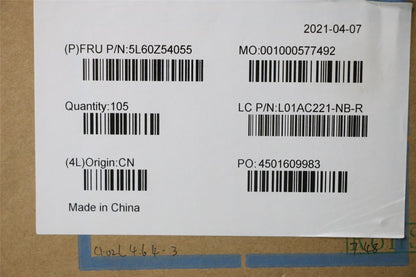 2021-04-07
(P)FRU P/N:5L60Z54055
MO:001000577492
Quantity:105
LC P/N:L01AC221-NB-R
(4L)Origin:CN
PO: 4501609983
Made in China